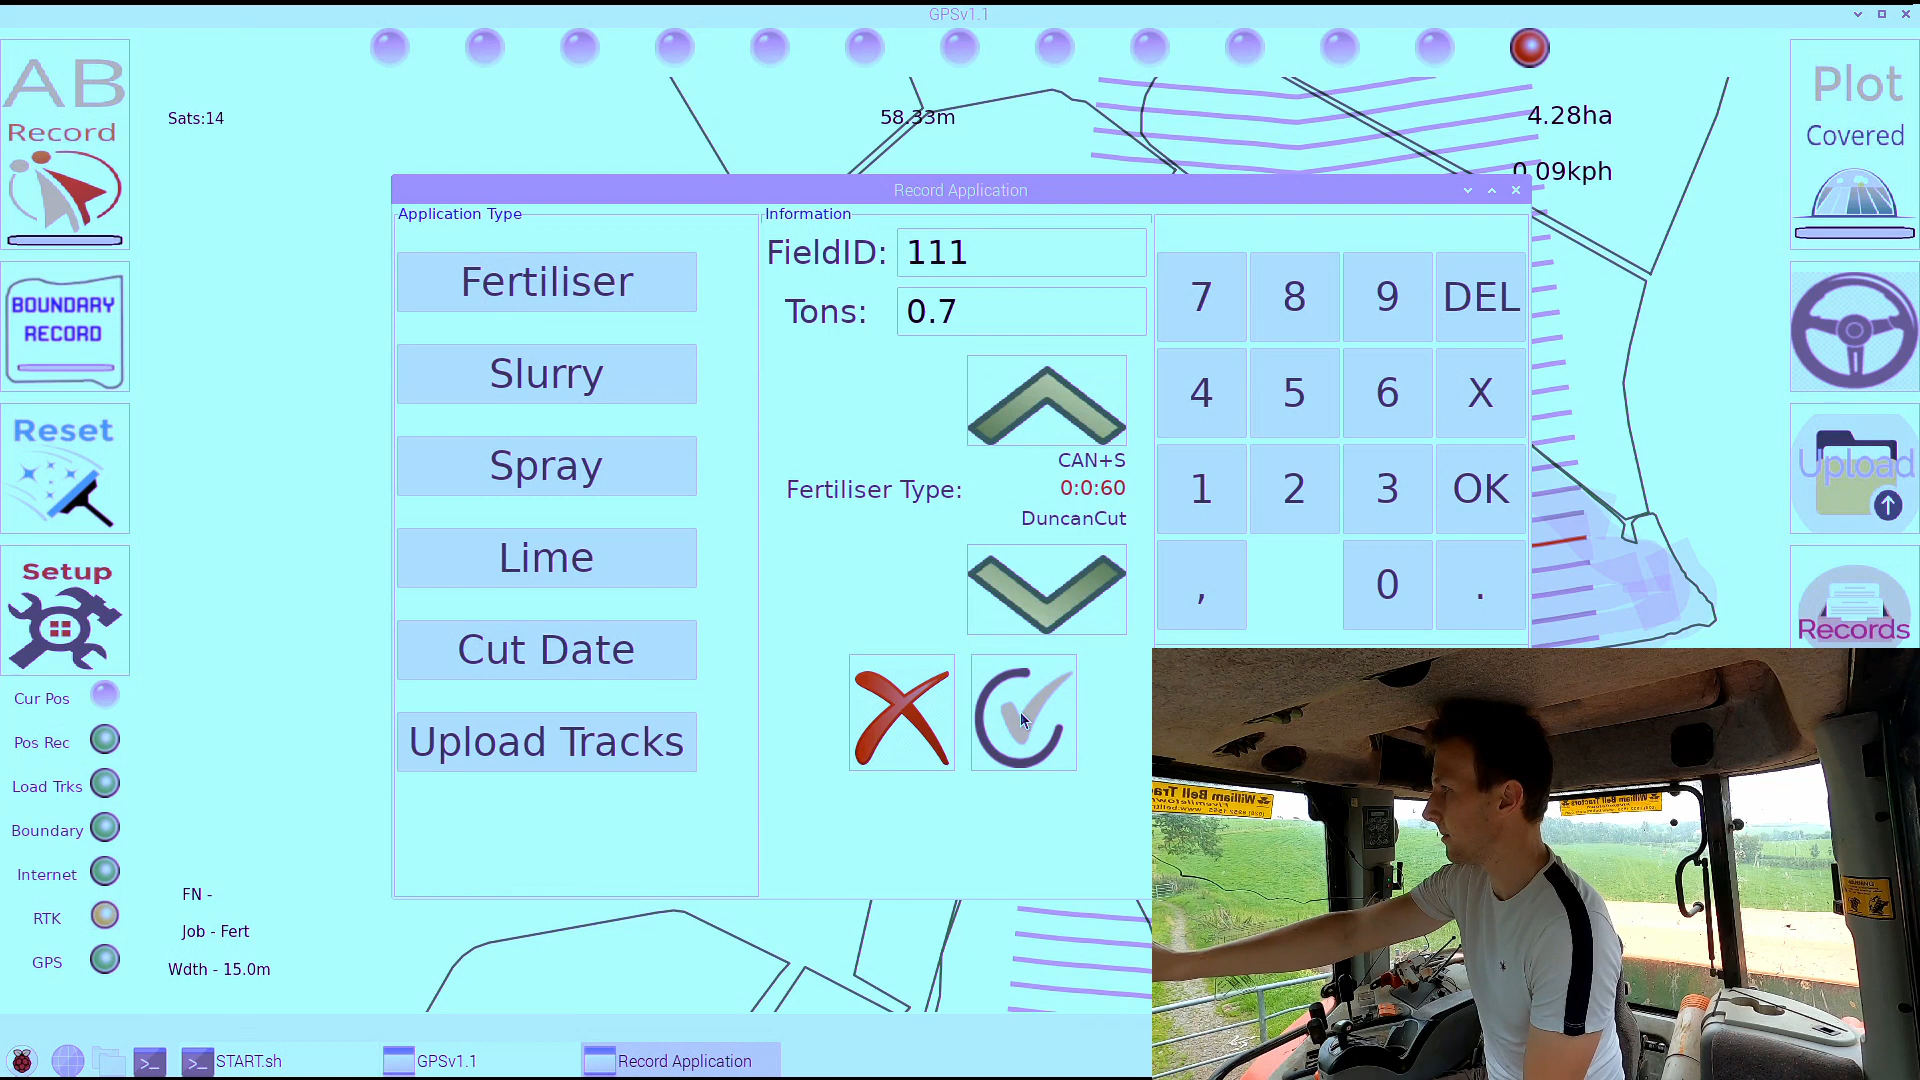 GPSv1.1
AB
Record
BOUNDARY
RECORD
Reset
Setup
Cur Pos
Pos Rec
Load Trks
Boundary
Internet
RTK
GPS
Sats:14
58.33m
4.28ha
0.09kph
Plot
Covered
Upload
Records
Record Application
Application Type
Fertiliser
Slurry
Spray
Lime
Cut Date
Upload Tracks
Information
FieldID: 111
Tons: 0.7
CAN+S
Fertiliser Type: 0:0:60
DuncanCut
7 8 9 DEL
4 5 6 X
1 2 3 OK
, 0 .
FN -
Job - Fert
Wdth - 15.0m
William Bell Tractors
START.sh
GPSv1.1
Record Application